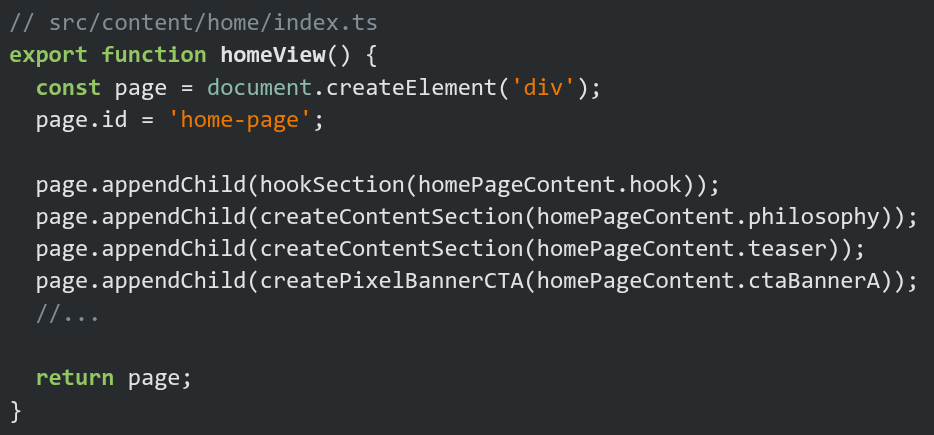 // src/content/home/index.ts
export function homeView() {
  const page = document.createElement('div');
  page.id = 'home-page';

  page.appendChild(hookSection(homePageContent.hook));
  page.appendChild(createContentSection(homePageContent.philosophy));
  page.appendChild(createContentSection(homePageContent.teaser));
  page.appendChild(createPixelBannerCTA(homePageContent.ctaBannerA));
  //...

  return page;
}